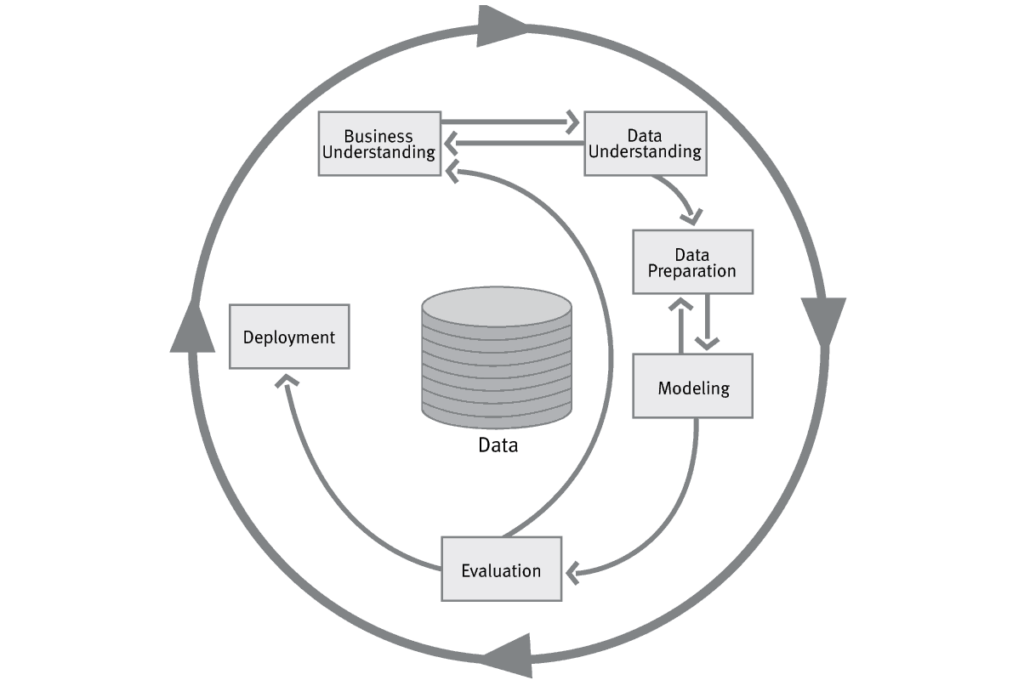 Business
Understanding
Data
Understanding
Data
Preparation
Modeling
Evaluation
Deployment
Data